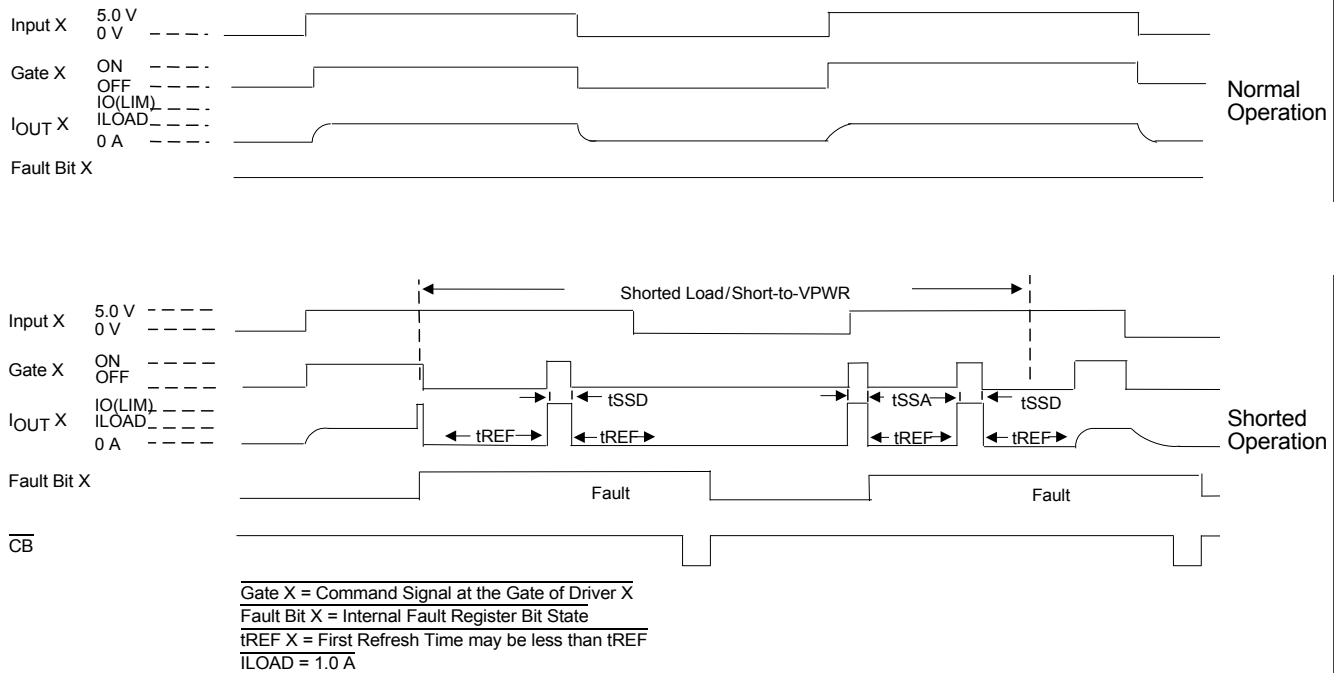 Input X 5.0 V
0 V
Gate X ON
OFF
IO(LIM)
IOUT X ILOAD
0 A
Fault Bit X
Normal
Operation
Shorted Load/Short-to-VPWR
Input X 5.0 V
0 V
Gate X ON
OFF
tSSD tSSA tSSD
IOUT X IO(LIM)
ILOAD
0 A
tREF tREF tREF tREF
Shorted
Operation
Fault Bit X Fault Fault
CB
Gate X = Command Signal at the Gate of Driver X
Fault Bit X = Internal Fault Register Bit State
tREF X = First Refresh Time may be less than tREF
ILOAD = 1.0 A